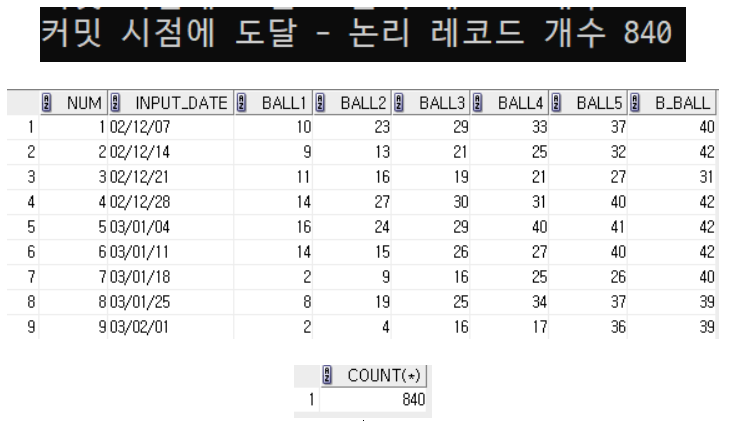 커밋 시점에 도달 - 논리 레코드 개수 840
NUM INPUT_DATE BALL1 BALL2 BALL3 BALL4 BALL5 B_BALL
1 1 02/12/07 10 23 29 33 37 40
2 2 02/12/14 9 13 21 25 32 42
3 3 02/12/21 11 16 19 21 27 31
4 4 02/12/28 14 27 30 31 40 42
5 5 03/01/04 16 24 29 40 41 42
6 6 03/01/11 14 15 26 27 40 42
7 7 03/01/18 2 9 16 25 26 40
8 8 03/01/25 8 19 25 34 37 39
9 9 03/02/01 2 4 16 17 36 39
COUNT(*)
1 840